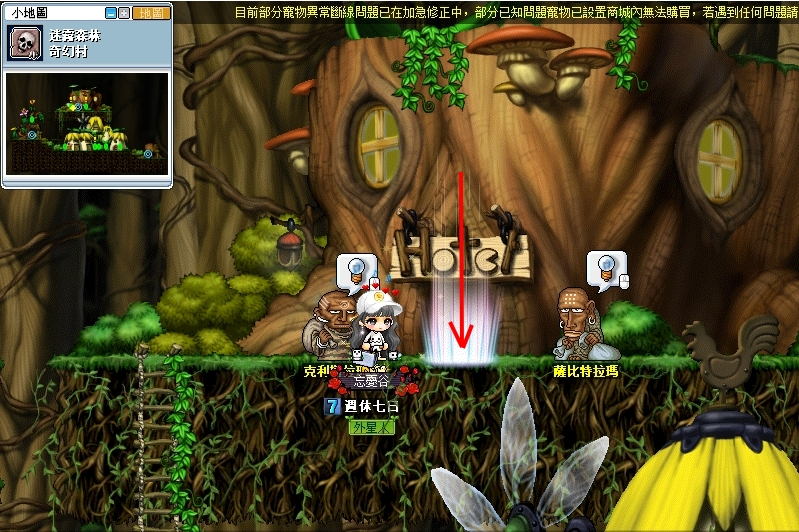 小地圖
地圖
目前部分寵物異常斷線問題已在加急修正中，部分已知問題寵物已設置商城內無法購買，若遇到任何問題請
迷霧森林
奇幻村
Hotel
薩比特拉瑪
忘憂谷
7 週休七日
外星人